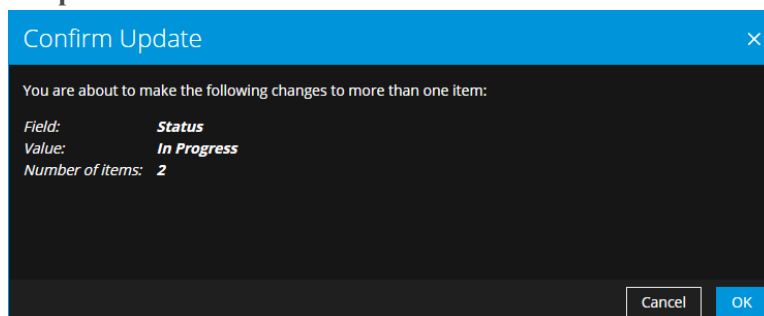 Confirm Update
You are about to make the following changes to more than one item:
Field: Status
Value: In Progress
Number of items: 2
Cancel OK